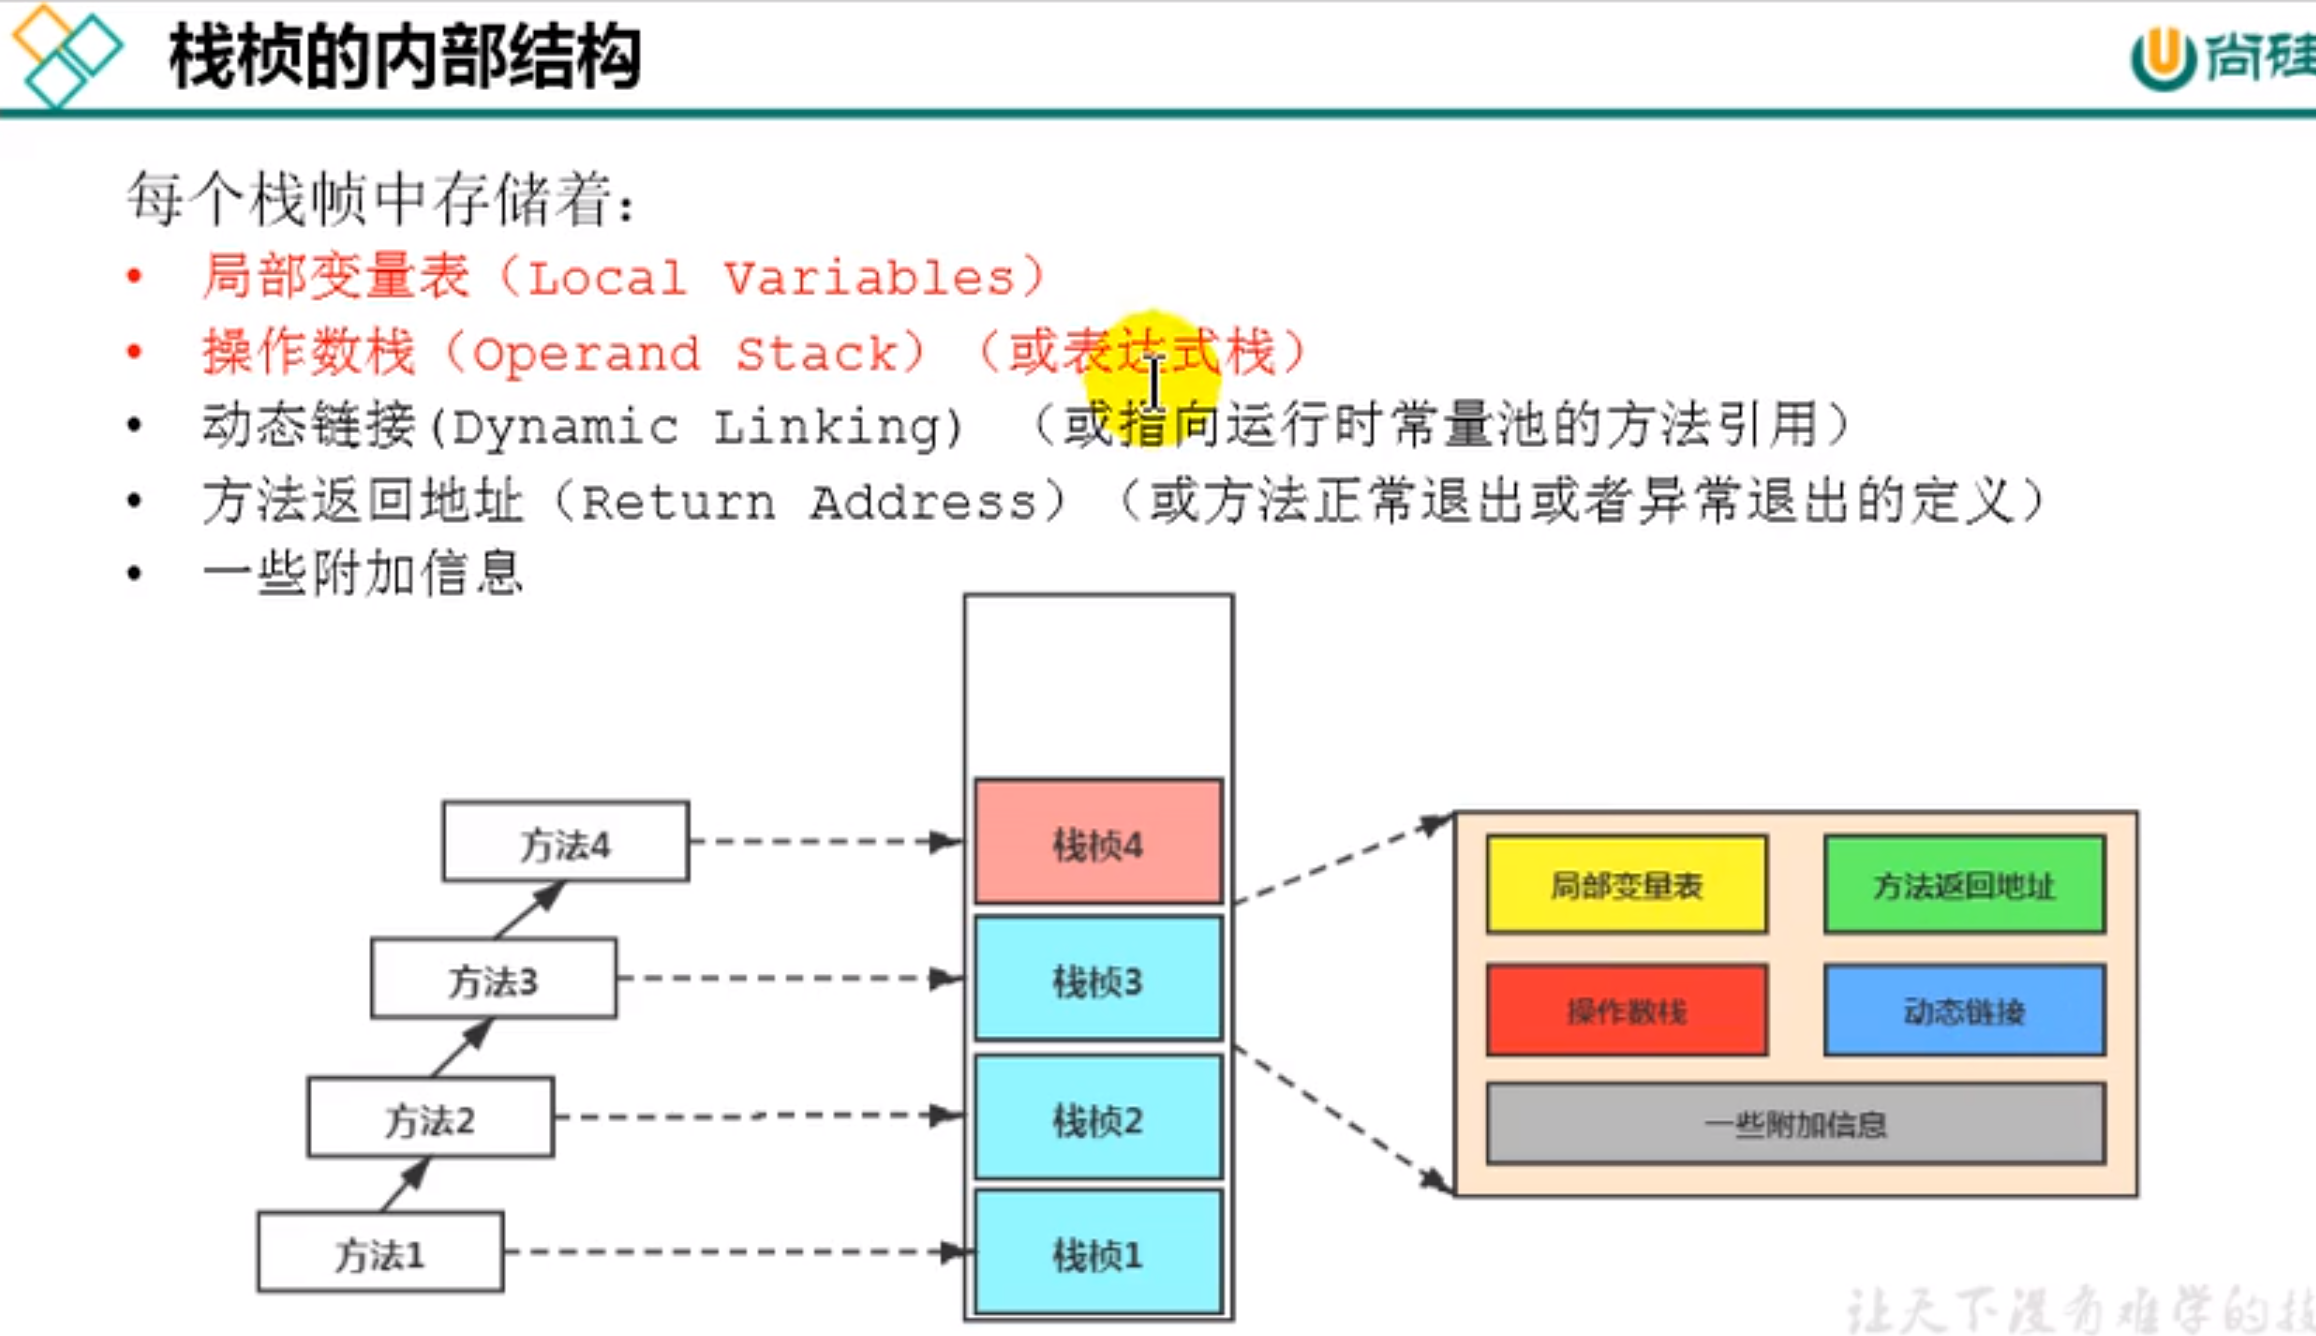 栈桢的内部结构
尚硅
每个栈帧中存储着：
• 局部变量表（Local Variables）
• 操作数栈（Operand Stack）（或表达式栈）
• 动态链接(Dynamic Linking) （或指向运行时常量池的方法引用）
• 方法返回地址（Return Address）（或方法正常退出或者异常退出的定义）
• 一些附加信息
方法4
栈桢4
局部变量表
方法返回地址
方法3
栈桢3
操作数栈
动态链接
方法2
栈桢2
一些附加信息
方法1
栈桢1
让天下没有难学的技